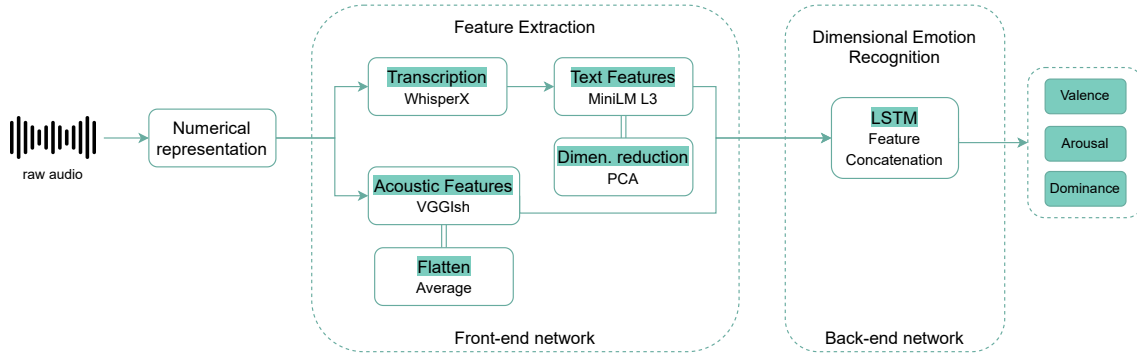 raw audio
Numerical
representation
Feature Extraction
Transcription
WhisperX
Text Features
MiniLM L3
Dimen. reduction
PCA
Acoustic Features
VGGIsh
Flatten
Average
Front-end network
Dimensional Emotion
Recognition
LSTM
Feature
Concatenation
Back-end network
Valence
Arousal
Dominance